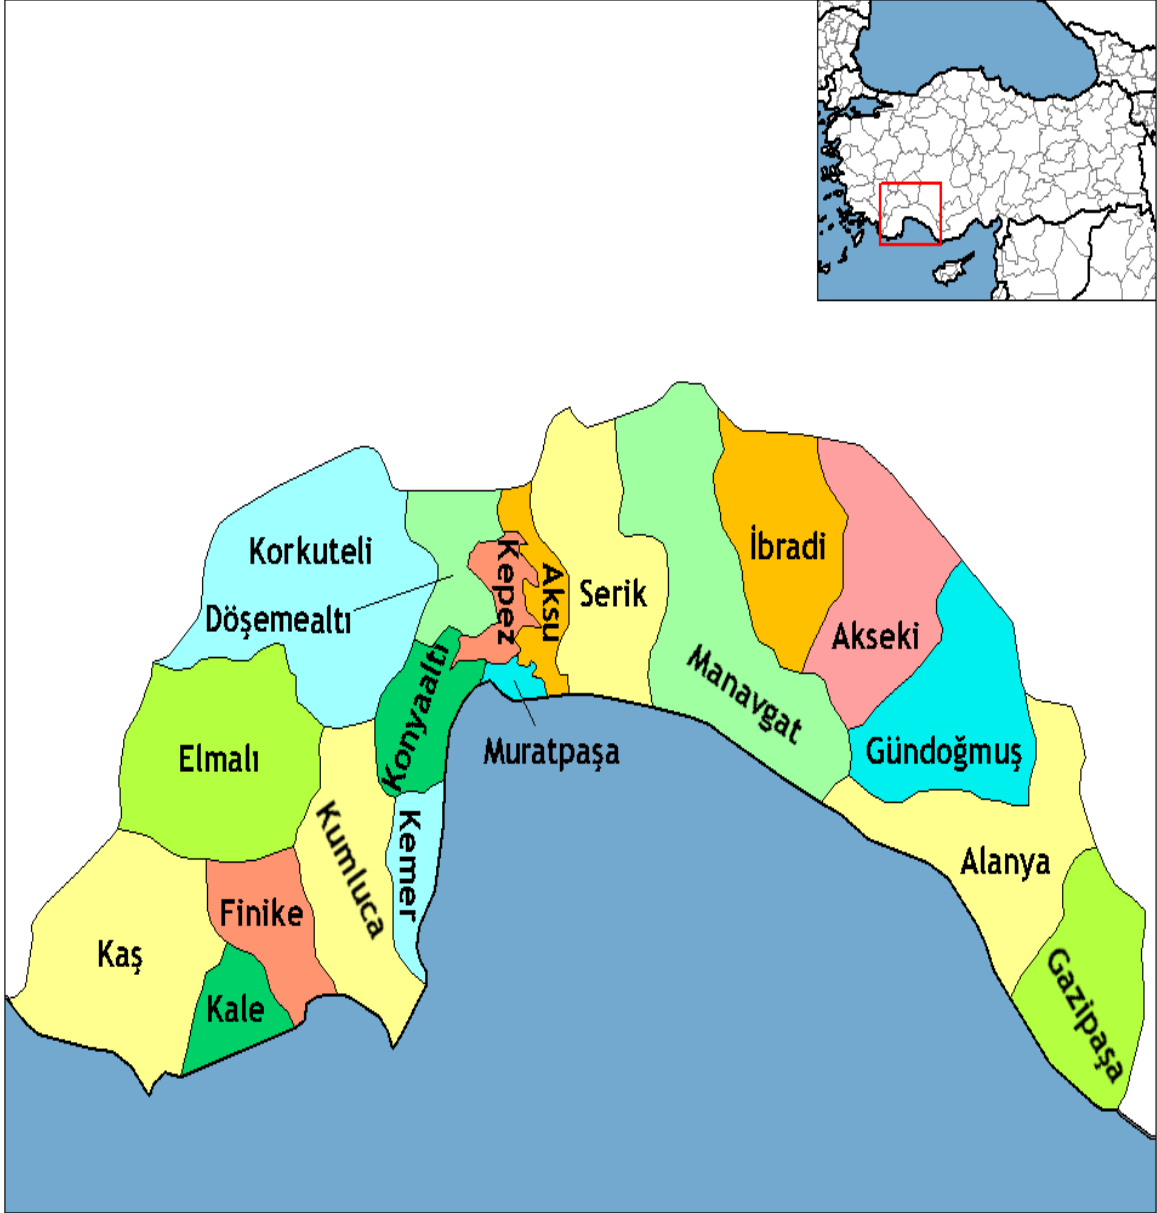 Korkuteli
Döşemealtı
Kepez
Aksu
Serik
İbradi
Akseki
Manavgat
Gündoğmuş
Konyaaltı
Muratpaşa
Elmalı
Kumluca
Kemer
Alanya
Finike
Kaş
Kale
Gazipaşa